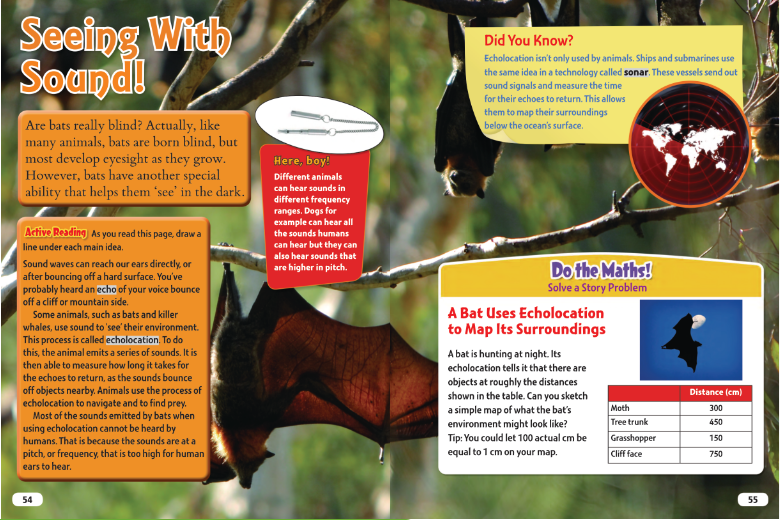 Seeing With
Sound!
Are bats really blind? Actually, like
many animals, bats are born blind, but
most develop eyesight as they grow.
However, bats have another special
ability that helps them ‘see’ in the dark.
Active Reading As you read this page, draw a
line under each main idea.
Sound waves can reach our ears directly, or
after bouncing off a hard surface. You’ve
probably heard an echo of your voice bounce
off a cliff or mountain side.
Some animals, such as bats and killer
whales, use sound to ‘see’ their environment.
This process is called echolocation. To do
this, the animal emits a series of sounds. It is
then able to measure how long it takes for
the echoes to return, as the sounds bounce
off objects nearby. Animals use the process of
echolocation to navigate and to find prey.
Most of the sounds emitted by bats when
using echolocation cannot be heard by
humans. That is because the sounds are at a
pitch, or frequency, that is too high for human
ears to hear.
Here, boy!
Different animals
can hear sounds in
different frequency
ranges. Dogs for
example can hear all
the sounds humans
can hear but they can
also hear sounds that
are higher in pitch.
54
Did You Know?
Echolocation isn’t only used by animals. Ships and submarines use
the same idea in a technology called sonar. These vessels send out
sound signals and measure the time
for their echoes to return. This allows
them to map their surroundings
below the ocean’s surface.
Do the Maths!
Solve a Story Problem
A Bat Uses Echolocation
to Map Its Surroundings
A bat is hunting at night. Its
echolocation tells it that there are
objects at roughly the distances
shown in the table. Can you sketch
a simple map of what the bat’s
environment might look like?
Tip: You could let 100 actual cm be
equal to 1 cm on your map.
Distance (cm)
Moth 300
Tree trunk 450
Grasshopper 150
Cliff face 750
55